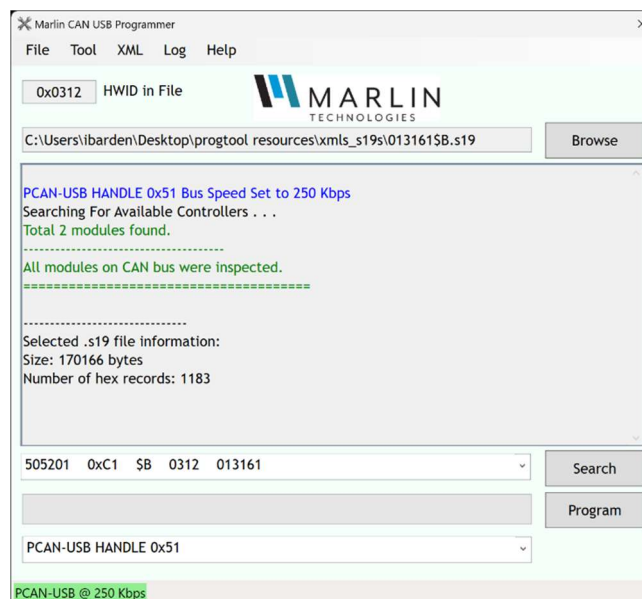 Marlin CAN USB Programmer
File Tool XML Log Help
0x0312 HWID in File
MARLIN
TECHNOLOGIES
C:\Users\ibarden\Desktop\progtool resources\xmls_s19s\013161$B.s19 Browse
PCAN-USB HANDLE 0x51 Bus Speed Set to 250 Kbps
Searching For Available Controllers . . .
Total 2 modules found.
-----------------------------------
All modules on CAN bus were inspected.
======================================
-----------------------------
Selected .s19 file information:
Size: 170166 bytes
Number of hex records: 1183
505201 0xC1 $B 0312 013161 Search
Program
PCAN-USB HANDLE 0x51
PCAN-USB @ 250 Kbps